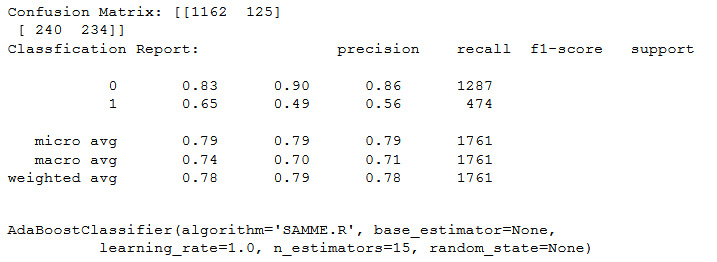 Confusion Matrix: [[1162 125]
[ 240 234]]
Classfication Report: precision recall f1-score support
0 0.83 0.90 0.86 1287
1 0.65 0.49 0.56 474
micro avg 0.79 0.79 0.79 1761
macro avg 0.74 0.70 0.71 1761
weighted avg 0.78 0.79 0.78 1761
AdaBoostClassifier(algorithm='SAMME.R', base_estimator=None,
learning_rate=1.0, n_estimators=15, random_state=None)